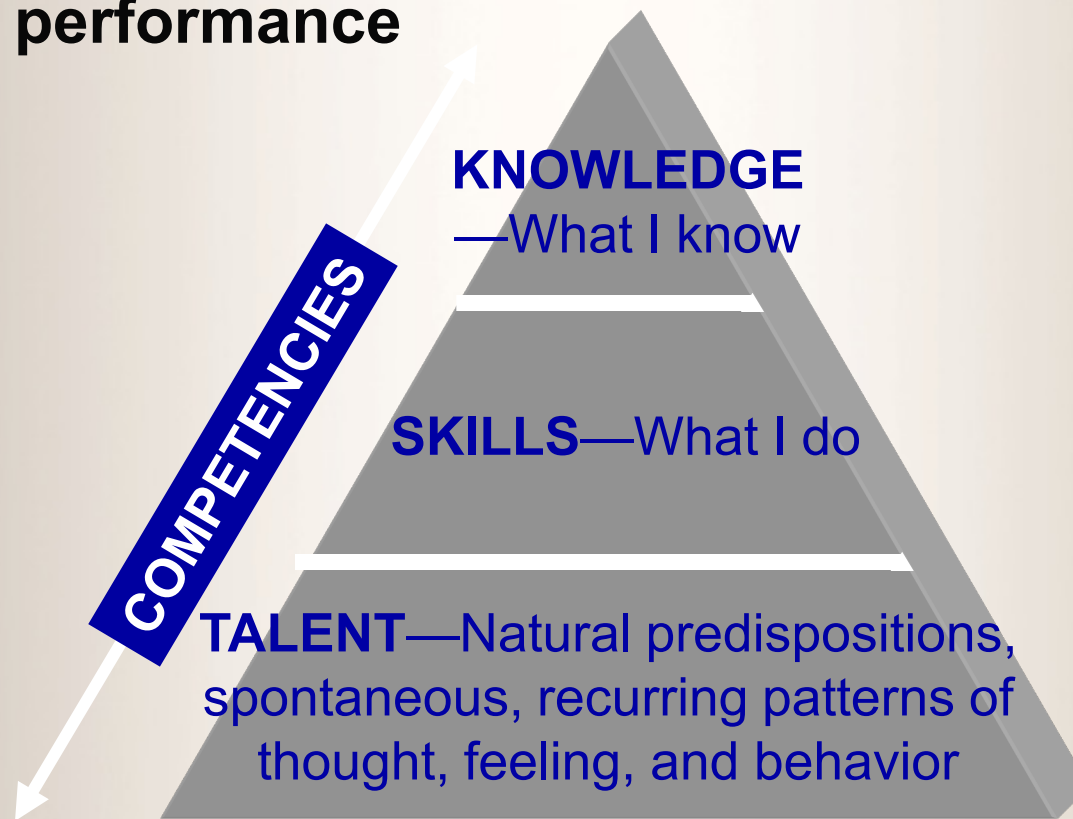 performance
KNOWLEDGE
—What I know
COMPETENCIES
SKILLS—What I do
TALENT—Natural predispositions,
spontaneous, recurring patterns of
thought, feeling, and behavior